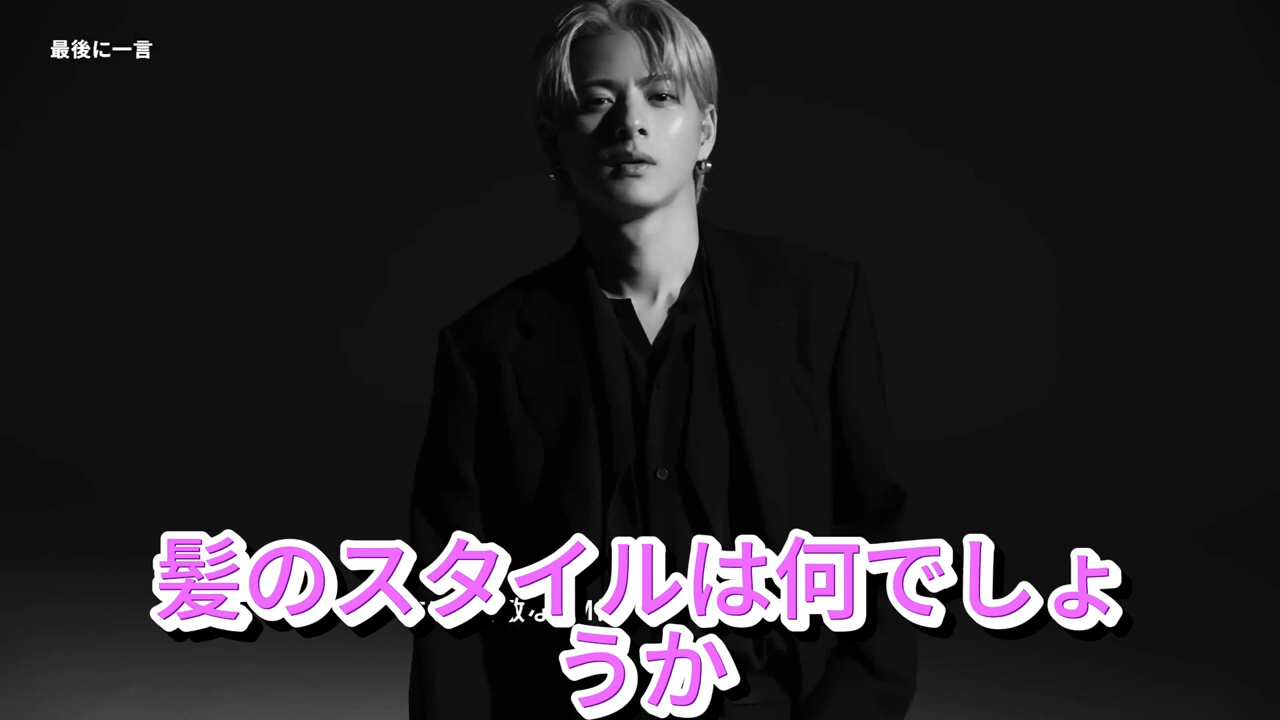 最後に一言
髪のスタイルは何でしょ
うか